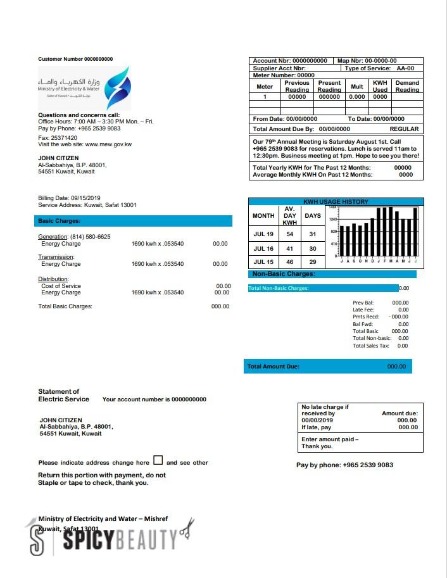 Customer Number 0000000000
وزارة الكهرباء والماء
Ministry of Electricity & Water
Questions and concerns call:
Office Hours: 7:00 AM – 3:30 PM Mon. – Fri.
Pay by Phone: +965 2539 9083
Fax: 25371420
Visit the web site: www.mew.gov.kw
JOHN CITIZEN
Al-Sabbahiya, B.P. 48001,
54551 Kuwait, Kuwait
Billing Date: 09/15/2019
Service Address: Kuwait, Safat 13001
Basic Charges:
Generation: (814) 560-6625
Energy Charge 1690 kwh x .053540 00.00
Transmission:
Energy Charge 1690 kwh x .053540 00.00
Distribution:
Cost of Service 00.00
Energy Charge 1690 kwh x .053540 00.00
Total Basic Charges: 000.00
Account Nbr: 0000000000 Map Nbr: 00-0000-00
Supplier Acct Nbr: Type of Service: AA-00
Meter Number: 00000
Meter Previous Reading Present Reading Mult KWH Used Demand Reading
1 00000 000000 0.000 0000
From Date: 00/00/0000 To Date: 00/00/0000
Total Amount Due By: 00/00/0000 REGULAR
Our 79th Annual Meeting is Saturday August 1st. Call
+965 2539 9083 for reservations. Lunch served 11am to
12:30pm. Business meeting at 1pm. Hope to see you there!
Total Yearly KWH For The Past 12 Months: 00000
Average Monthly KWH On Past 12 Months: 0000
KWH USAGE HISTORY
MONTH AV. DAY KWH DAYS
JUL 19 54 31
JUL 16 41 30
JUL 15 46 29
J A S O N D J F M A M J J
Non-Basic Charges:
Total Non-Basic Charges: 0.00
Prev Bal: 000.00
Late Fee: 0.00
Pmts Recd: - 000.00
Bal Fwd: 0.00
Total Basic 000.00
Total Non-basic: 0.00
Total Sales Tax: 0.00
Total Amount Due: 000.00
Statement of
Electric Service Your account number is 0000000000
JOHN CITIZEN
Al-Sabbahiya, B.P. 48001,
54551 Kuwait, Kuwait
Please indicate address change here and see other
Return this portion with payment, do not
Staple or tape to check, thank you.
No late charge if
received by Amount due:
00/00/2019 000.00
If late, pay 000.00
Enter amount paid –
Thank you.
Pay by phone: +965 2539 9083
Ministry of Electricity and Water – Mishref
Kuwait, Safat 13001
S SPICYBEAUTY